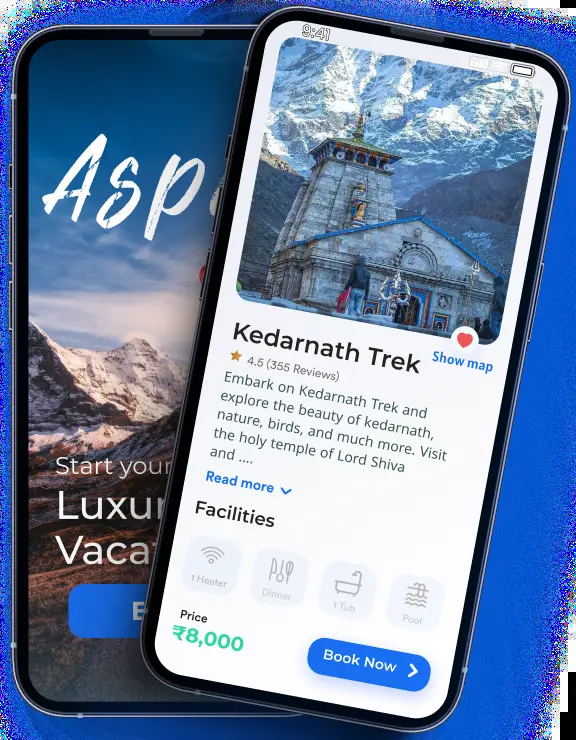 Asp
Start your
Luxur
Vaca
9:41
Kedarnath Trek
Show map
4.5 (355 Reviews)
Embark on Kedarnath Trek and
explore the beauty of kedarnath,
nature, birds, and much more. Visit
the holy temple of Lord Shiva
and ....
Read more
Facilities
1 Heater
Dinner
1 Tub
Pool
Price
₹8,000
Book Now